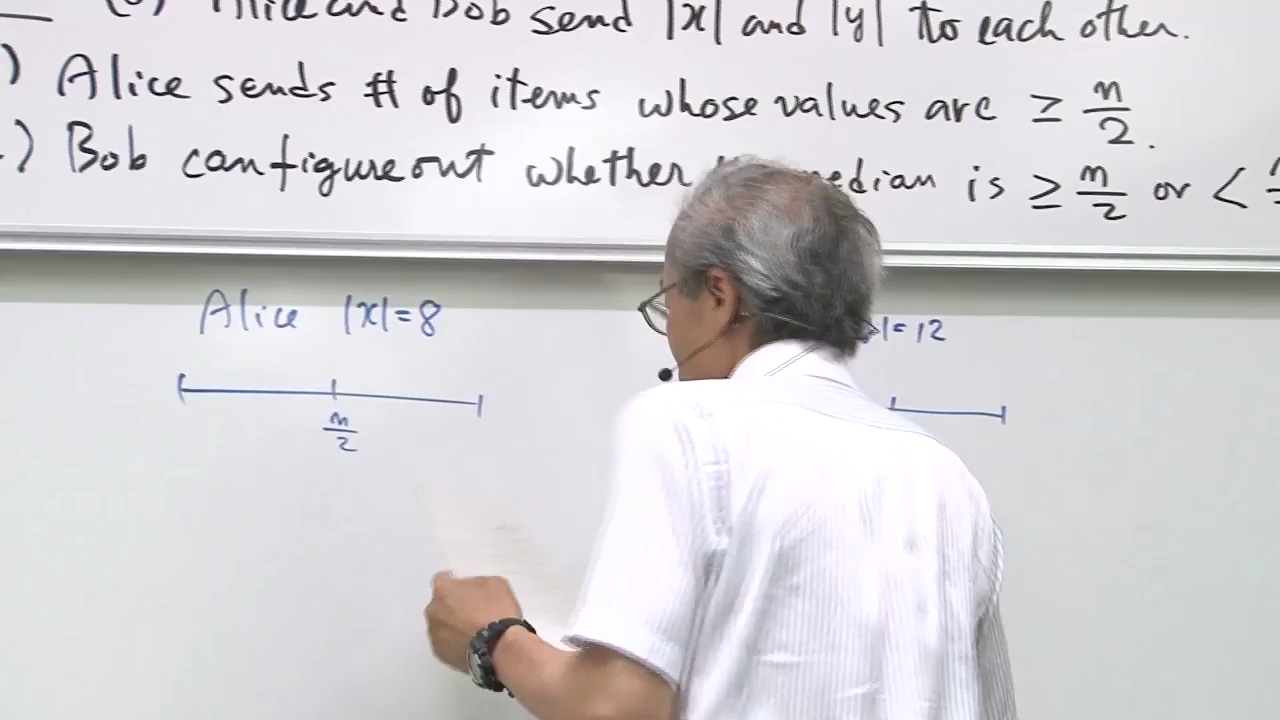 Alice and Bob send |x| and |y| to each other.
) Alice sends # of items whose values are ≥ n/2.
) Bob can figure out whether median is ≥ n/2 or <
Alice |x|=8
|=12
n/2